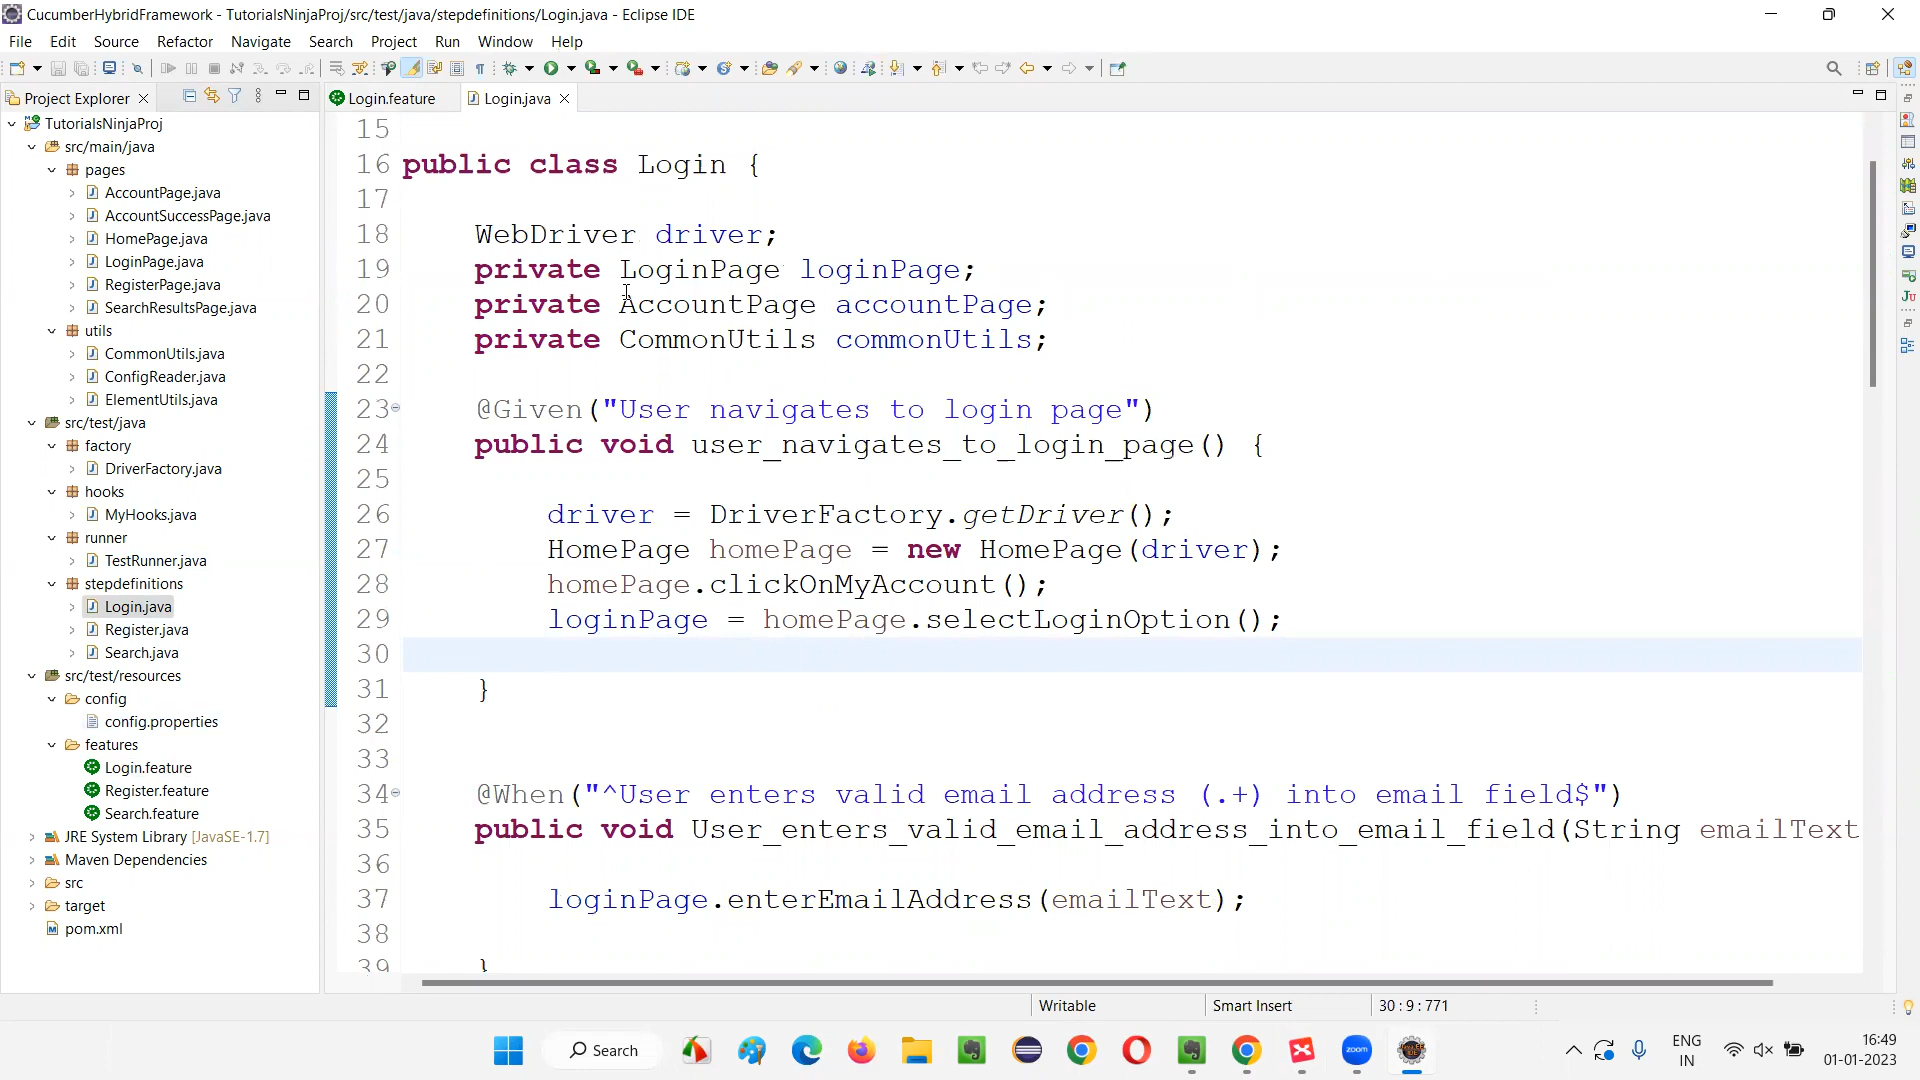 CucumberHybridFramework - TutorialsNinjaProj/src/test/java/stepdefinitions/Login.java - Eclipse IDE
File Edit Source Refactor Navigate Search Project Run Window Help
Project Explorer
TutorialsNinjaProj
src/main/java
pages
AccountPage.java
AccountSuccessPage.java
HomePage.java
LoginPage.java
RegisterPage.java
SearchResultsPage.java
utils
CommonUtils.java
ConfigReader.java
ElementUtils.java
src/test/java
factory
DriverFactory.java
hooks
MyHooks.java
runner
TestRunner.java
stepdefinitions
Login.java
Register.java
Search.java
src/test/resources
config
config.properties
features
Login.feature
Register.feature
Search.feature
JRE System Library [JavaSE-1.7]
Maven Dependencies
src
target
pom.xml
Login.feature Login.java
15
16 public class Login {
17
18 WebDriver driver;
19 private LoginPage loginPage;
20 private AccountPage accountPage;
21 private CommonUtils commonUtils;
22
23 @Given("User navigates to login page")
24 public void user_navigates_to_login_page() {
25
26 driver = DriverFactory.getDriver();
27 HomePage homePage = new HomePage(driver);
28 homePage.clickOnMyAccount();
29 loginPage = homePage.selectLoginOption();
30
31 }
32
33
34 @When("^User enters valid email address (.+) into email field$")
35 public void User_enters_valid_email_address_into_email_field(String emailText
36
37 loginPage.enterEmailAddress(emailText);
38
39 }
Writable Smart Insert 30 : 9 : 771
Search
zoom
ENG
IN
16:49
01-01-2023